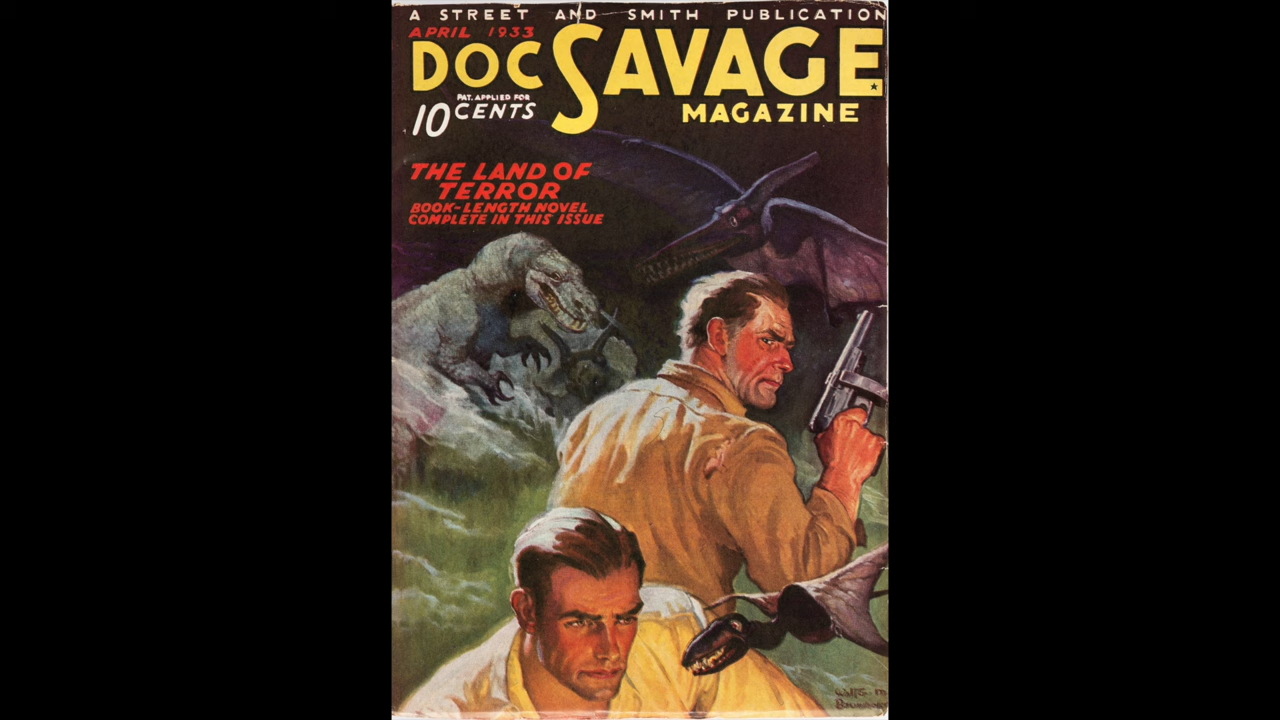 A STREET AND SMITH PUBLICATION
APRIL 1933
DOC SAVAGE
PAT. APPLIED FOR
10 CENTS
MAGAZINE
THE LAND OF
TERROR
BOOK-LENGTH NOVEL
COMPLETE IN THIS ISSUE